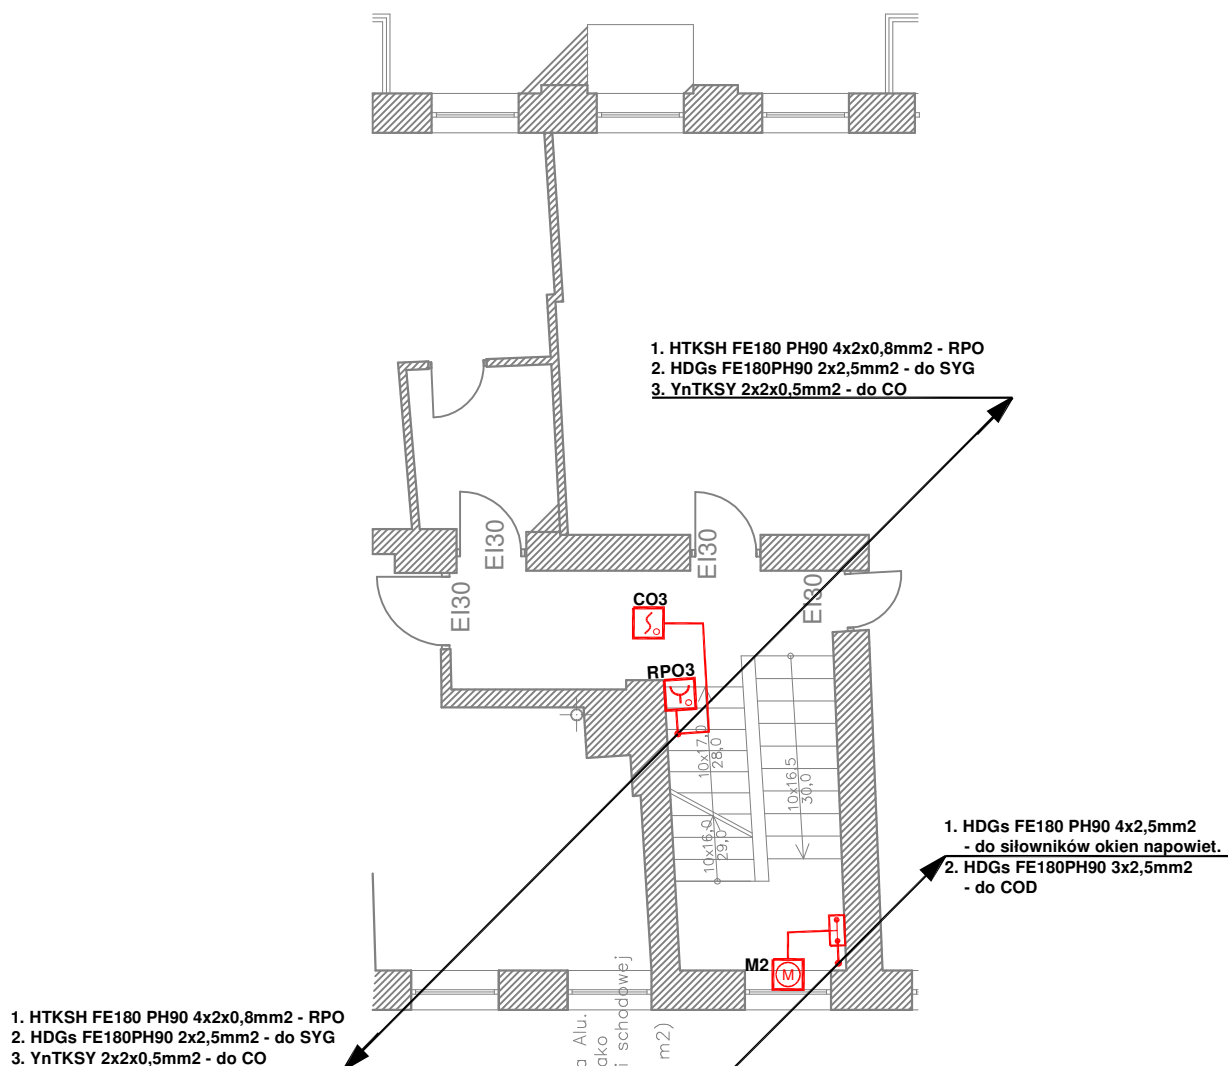 1. HTKSH FE180 PH90 4x2x0,8mm2 - RPO
2. HDGs FE180PH90 2x2,5mm2 - do SYG
3. YnTKSY 2x2x0,5mm2 - do CO
EI30
EI30
EI30
EI30
CO3
RPO3
10x17,0
28,0
10x16.5
30,0
10x16,0
29,0
1. HDGs FE180 PH90 4x2,5mm2
- do siłowników okien napowiet.
2. HDGs FE180PH90 3x2,5mm2
- do COD
M2
M
a Alu.
ako
i schodowej
m2)
1. HTKSH FE180 PH90 4x2x0,8mm2 - RPO
2. HDGs FE180PH90 2x2,5mm2 - do SYG
3. YnTKSY 2x2x0,5mm2 - do CO